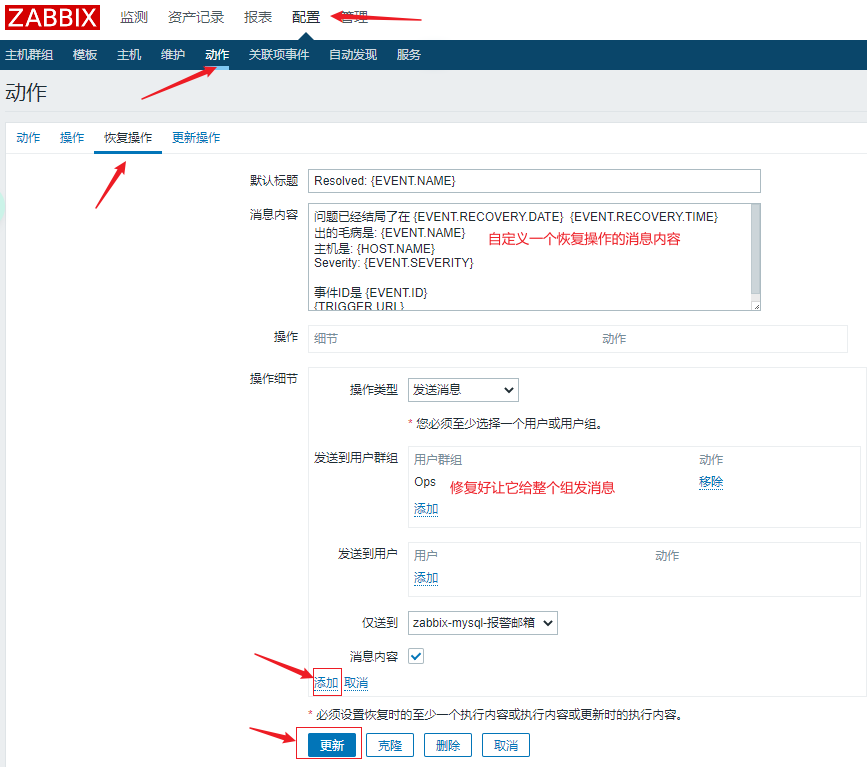 ZABBIX 监测 资产记录 报表 配置 管理
主机群组 模板 主机 维护 动作 关联项事件 自动发现 服务
动作
动作 操作 恢复操作 更新操作
默认标题 Resolved: {EVENT.NAME}
消息内容 问题已经结局了在 {EVENT.RECOVERY.DATE} {EVENT.RECOVERY.TIME}
出的毛病是: {EVENT.NAME} 自定义一个恢复操作的消息内容
主机是: {HOST.NAME}
Severity: {EVENT.SEVERITY}
事件ID是 {EVENT.ID}
{TRIGGER.URL}
操作 细节 动作
操作细节
操作类型 发送消息
* 您必须至少选择一个用户或用户组。
发送到用户群组 用户群组 动作
Ops 修复好让它给整个组发消息 移除
添加
发送到用户 用户 动作
添加
仅送到 zabbix-mysql-报警邮箱
消息内容
添加 取消
* 必须设置恢复时的至少一个执行内容或执行内容或更新时的执行内容。
更新 克隆 删除 取消